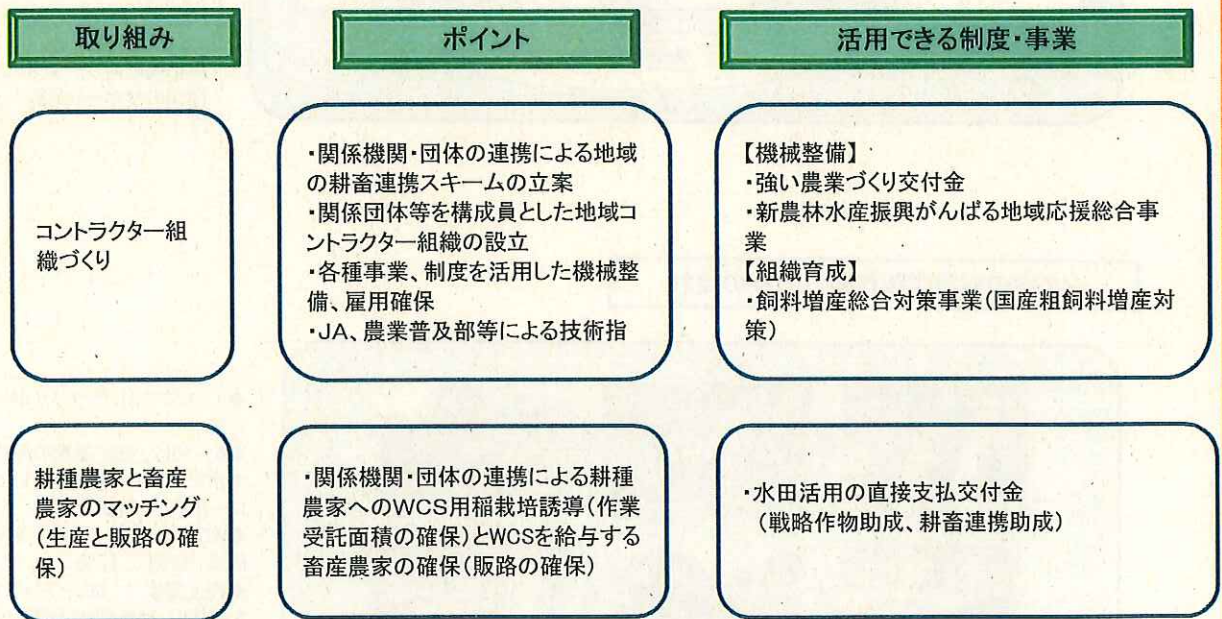 取り組み
ポイント
活用できる制度・事業
コントラクター組
織づくり
・関係機関・団体の連携による地域
の耕畜連携スキームの立案
・関係団体等を構成員とした地域コ
ントラクター組織の設立
・各種事業、制度を活用した機械整
備、雇用確保
・JA、農業普及部等による技術指
【機械整備】
・強い農業づくり交付金
・新農林水産振興がんばる地域応援総合事
業
【組織育成】
・飼料増産総合対策事業(国産粗飼料増産対
策)
耕種農家と畜産
農家のマッチング
(生産と販路の確
保)
・関係機関・団体の連携による耕種
農家へのWCS用稲栽培誘導(作業
受託面積の確保)とWCSを給与する
畜産農家の確保(販路の確保)
・水田活用の直接支払交付金
(戦略作物助成、耕畜連携助成)